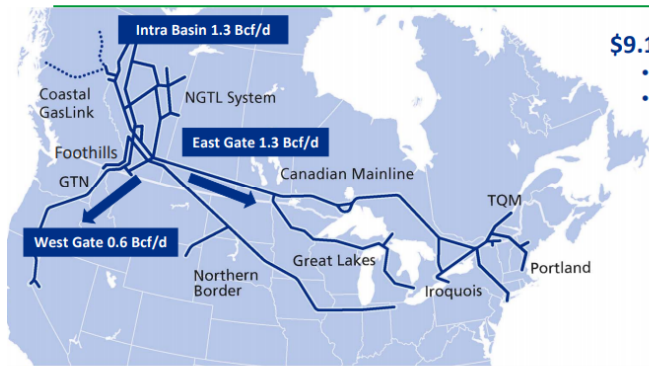 Intra Basin 1.3 Bcf/d
$9.1
Coastal
GasLink
NGTL System
East Gate 1.3 Bcf/d
Foothills
GTN
Canadian Mainline
TQM
West Gate 0.6 Bcf/d
Great Lakes
Northern
Border
Iroquois
Portland